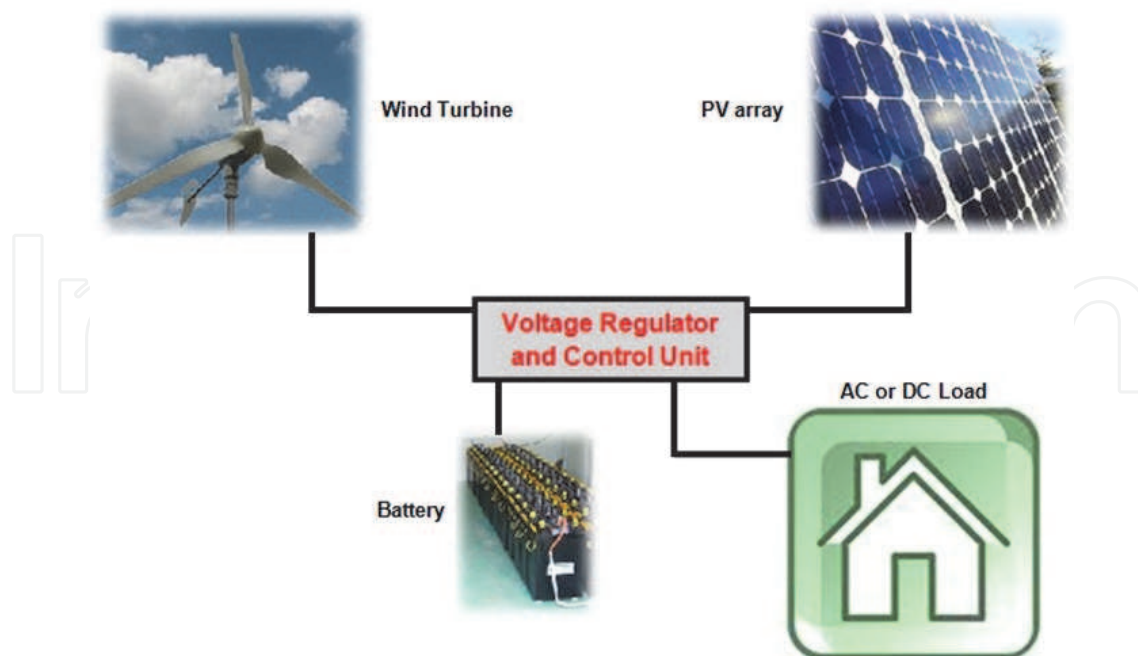 Wind Turbine
PV array
Voltage Regulator
and Control Unit
AC or DC Load
Battery